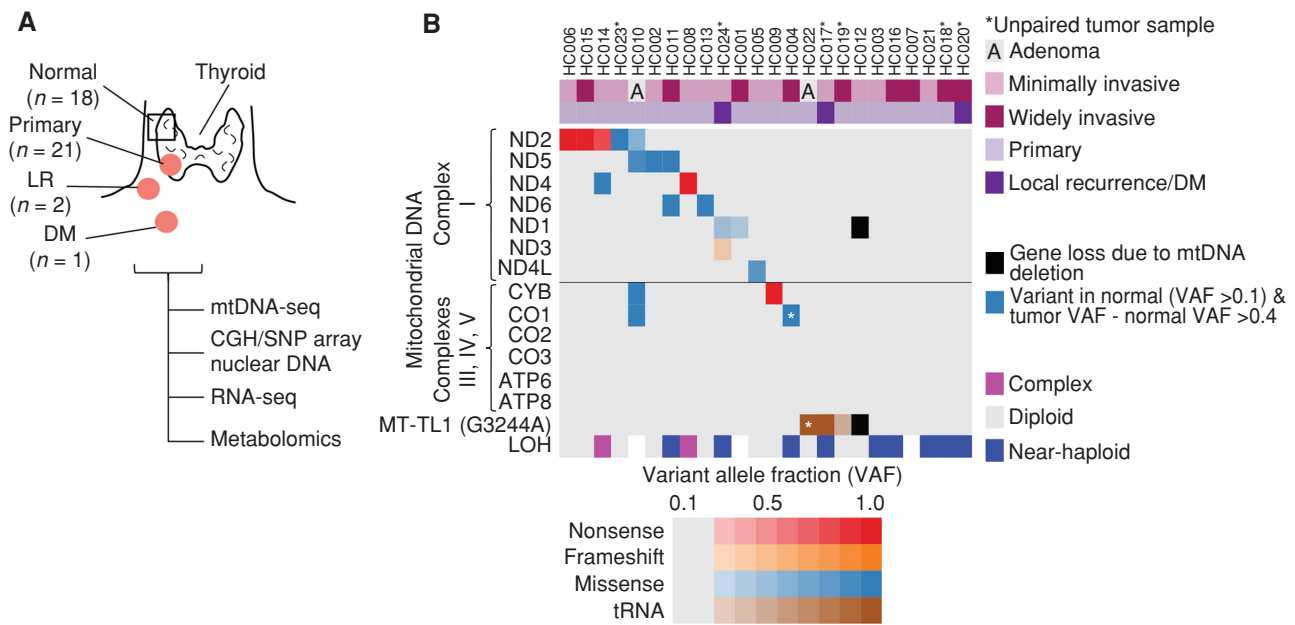 A
Normal
(n = 18)
Thyroid
Primary
(n = 21)
LR
(n = 2)
DM
(n = 1)
mtDNA-seq
CGH/SNP array
nuclear DNA
RNA-seq
Metabolomics
B
HC006
HC015
HC014
HC023*
HC010
HC002
HC011
HC008
HC013
HC024*
HC001
HC005
HC009
HC004
HC022
HC017*
HC019*
HC012
HC003
HC016
HC007
HC021
HC018*
HC020*
A
A
Mitochondrial DNA
Complex
I
Complexes
III, IV, V
ND2
ND5
ND4
ND6
ND1
ND3
ND4L
CYB
CO1
*
CO2
CO3
ATP6
ATP8
MT-TL1 (G3244A)
*
LOH
*Unpaired tumor sample
A Adenoma
Minimally invasive
Widely invasive
Primary
Local recurrence/DM
Gene loss due to mtDNA
deletion
Variant in normal (VAF >0.1) &
tumor VAF - normal VAF >0.4
Complex
Diploid
Near-haploid
Variant allele fraction (VAF)
0.1 0.5 1.0
Nonsense
Frameshift
Missense
tRNA